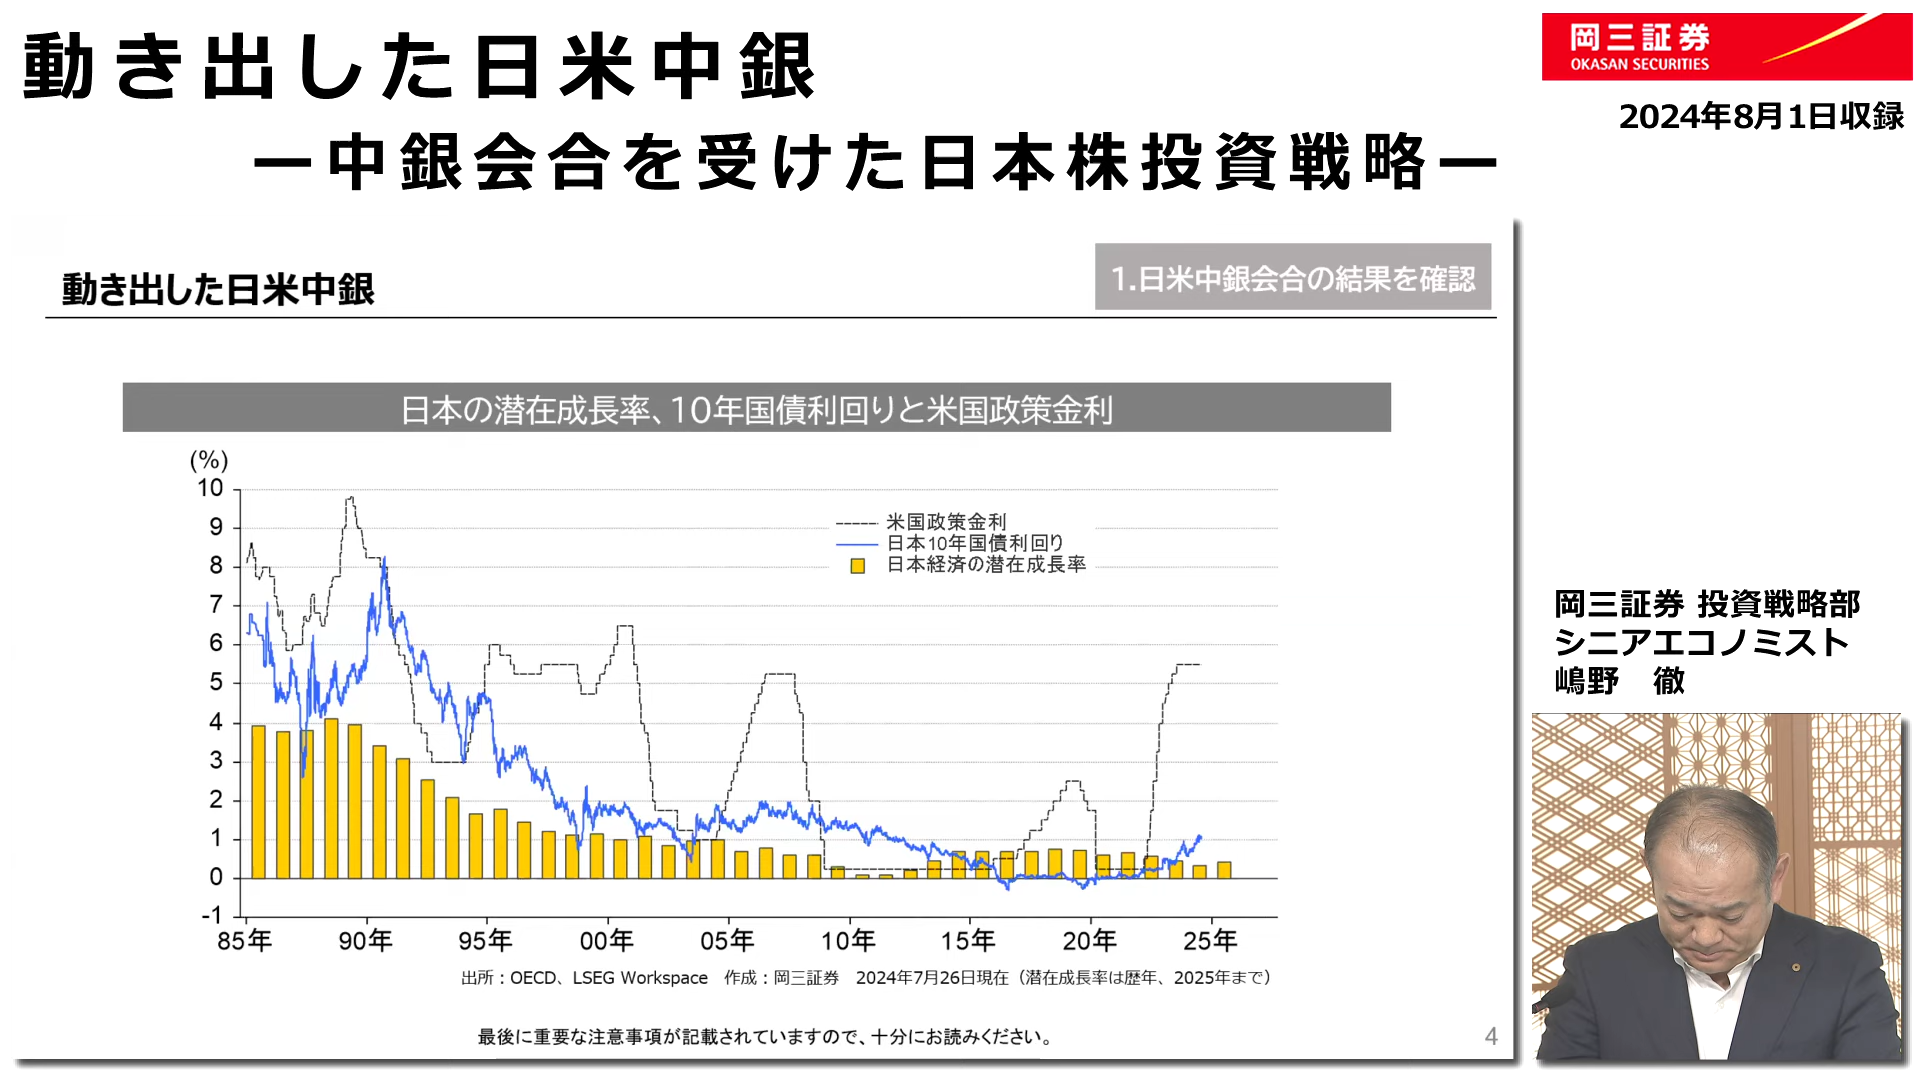 動き出した日米中銀
ー中銀会合を受けた日本株投資戦略ー
岡三証券
OKASAN SECURITIES
2024年8月1日収録
動き出した日米中銀
1.日米中銀会合の結果を確認
日本の潜在成長率、10年国債利回りと米国政策金利
(%)
10
9
8
7
6
5
4
3
2
1
0
-1
米国政策金利
日本10年国債利回り
日本経済の潜在成長率
85年 90年 95年 00年 05年 10年 15年 20年 25年
出所：OECD、LSEG Workspace 作成：岡三証券 2024年7月26日現在（潜在成長率は歴年、2025年まで）
最後に重要な注意事項が記載されていますので、十分にお読みください。
4
岡三証券 投資戦略部
シニアエコノミスト
嶋野 徹